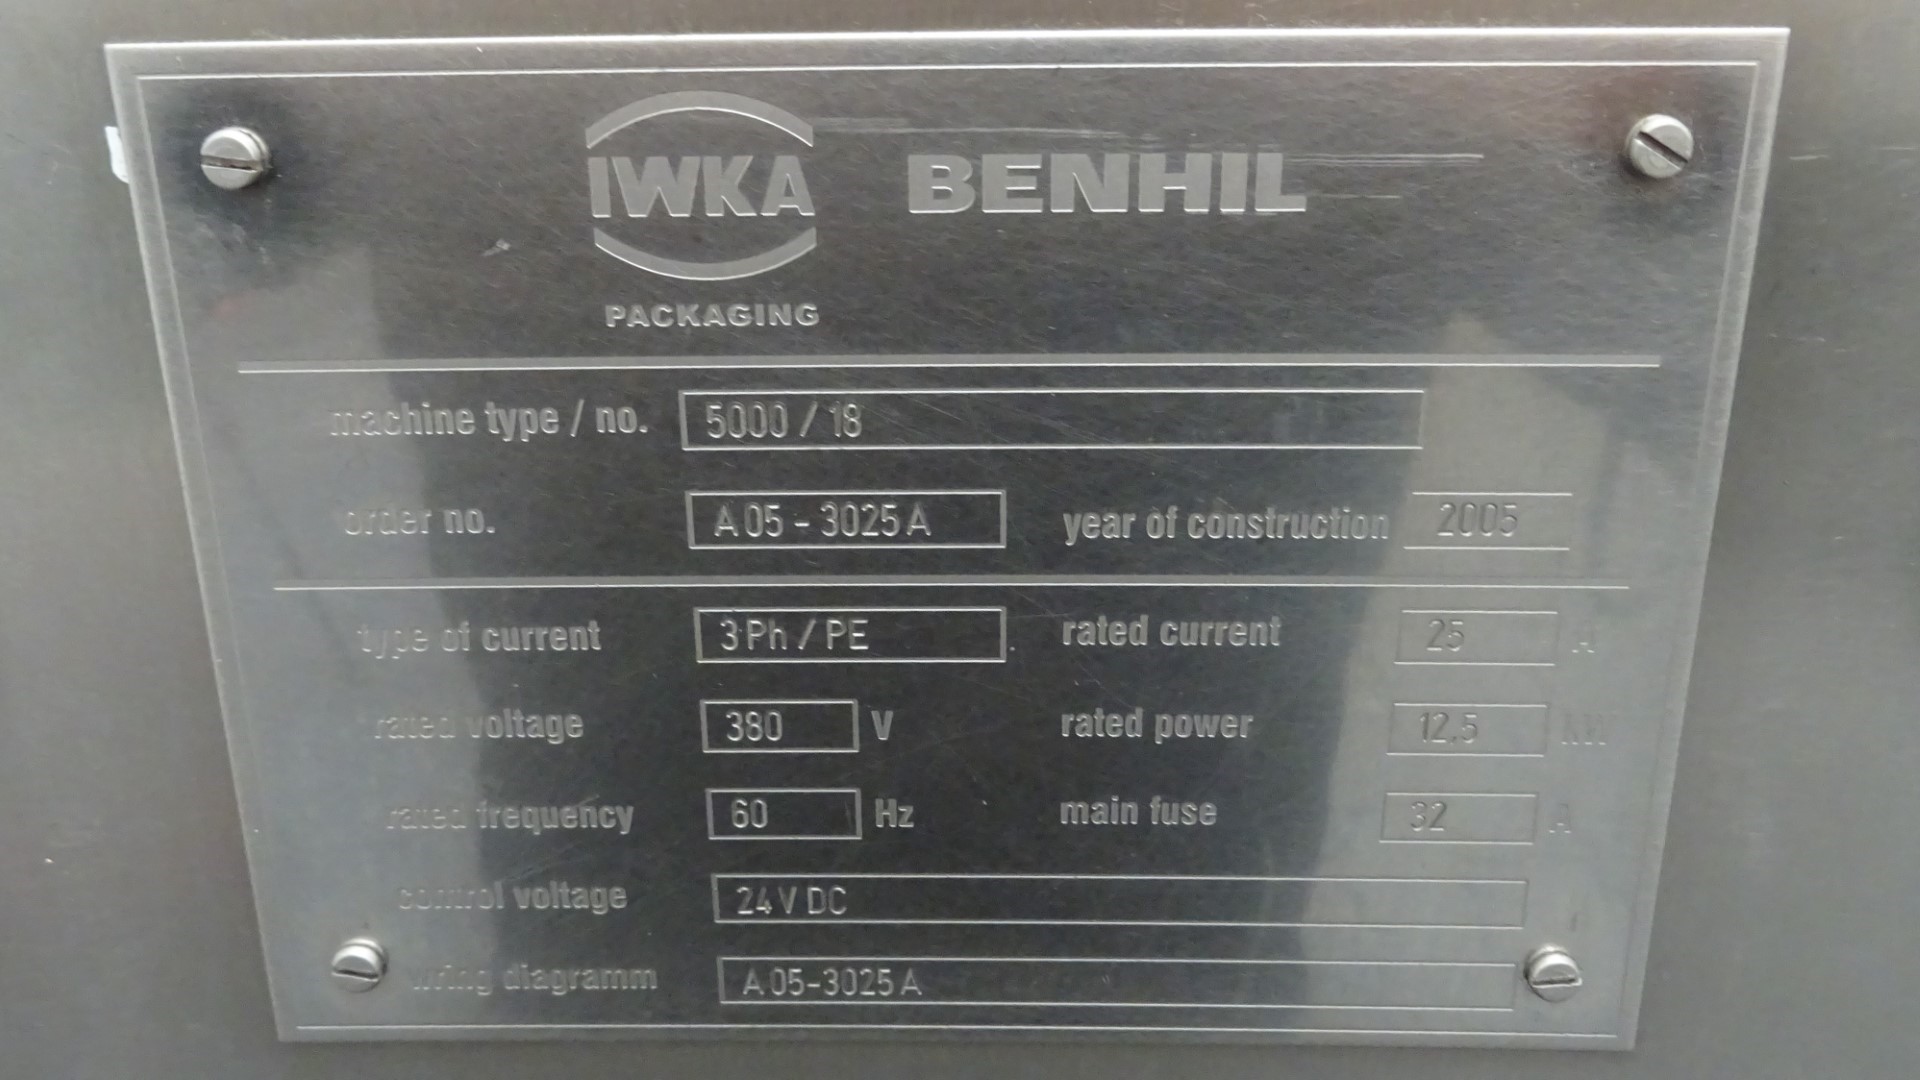 IWKA BENHIL
PACKAGING
machine type / no. 5000 / 18
order no. A 05 - 3025 A year of construction 2005
type of current 3 Ph / PE rated current 25 A
rated voltage 380 V rated power 12.5 kW
rated frequency 60 Hz main fuse 32 A
control voltage 24 V DC
wring diagramm A 05-3025 A